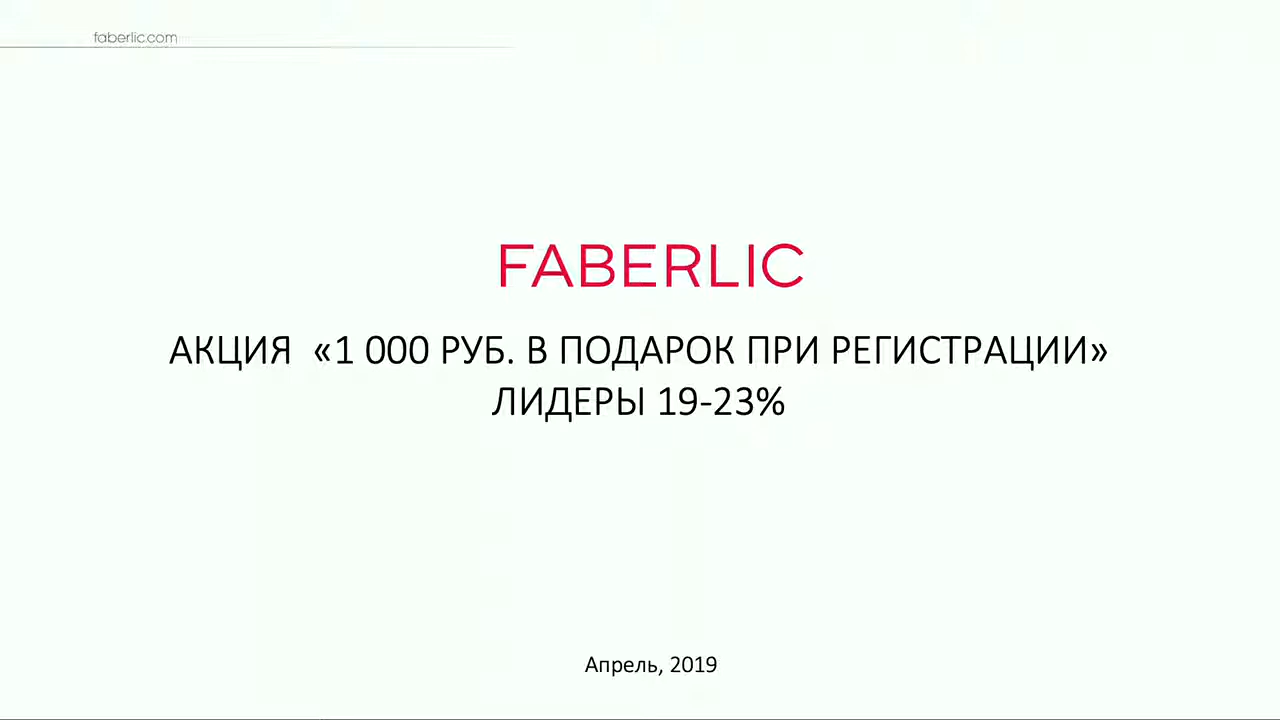 faberlic.com
FABERLIC
АКЦИЯ «1 000 РУБ. В ПОДАРОК ПРИ РЕГИСТРАЦИИ»
ЛИДЕРЫ 19-23%
Апрель, 2019